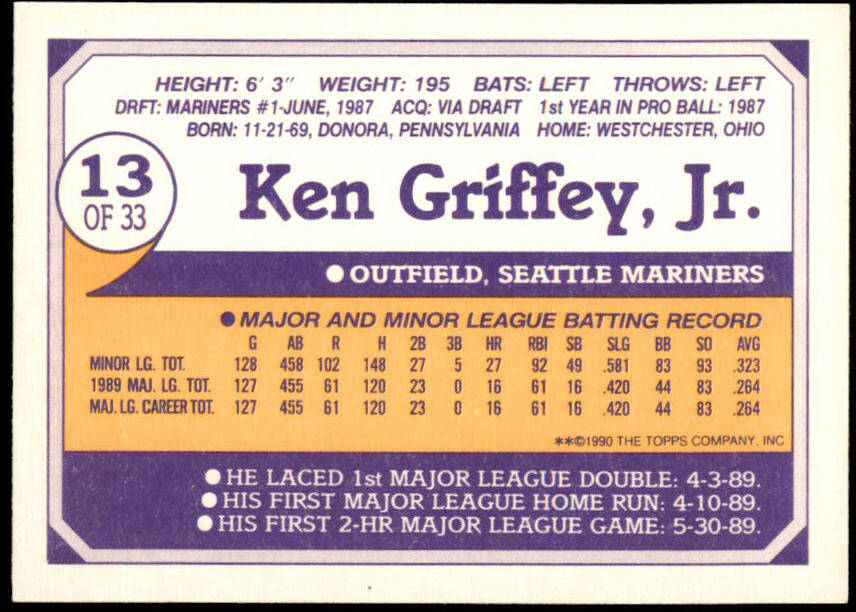 HEIGHT: 6' 3" WEIGHT: 195 BATS: LEFT THROWS: LEFT
DRFT: MARINERS #1-JUNE, 1987 ACQ: VIA DRAFT 1st YEAR IN PRO BALL: 1987
BORN: 11-21-69, DONORA, PENNSYLVANIA HOME: WESTCHESTER, OHIO
13
OF 33
Ken Griffey, Jr.
● OUTFIELD, SEATTLE MARINERS
● MAJOR AND MINOR LEAGUE BATTING RECORD
G AB R H 2B 3B HR RBI SB SLG BB SO AVG
MINOR LG. TOT. 128 458 102 148 27 5 27 92 49 .581 83 93 .323
1989 MAJ. LG. TOT. 127 455 61 120 23 0 16 61 16 .420 44 83 .264
MAJ. LG. CAREER TOT. 127 455 61 120 23 0 16 61 16 .420 44 83 .264
**©1990 THE TOPPS COMPANY, INC
● HE LACED 1st MAJOR LEAGUE DOUBLE: 4-3-89.
● HIS FIRST MAJOR LEAGUE HOME RUN: 4-10-89.
● HIS FIRST 2-HR MAJOR LEAGUE GAME: 5-30-89.